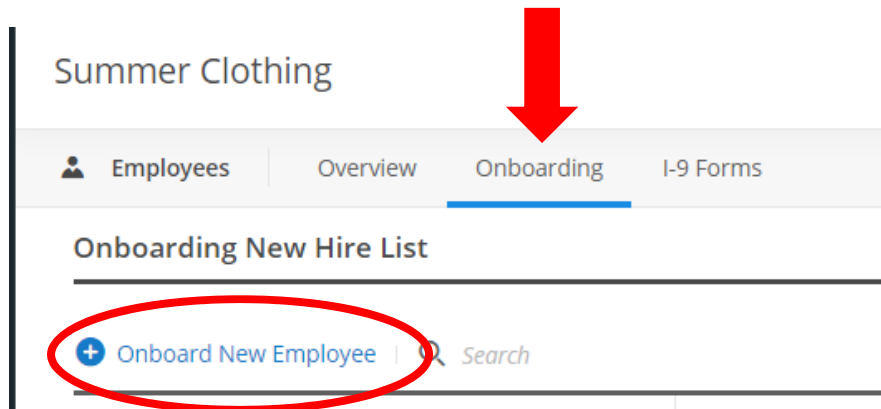 Summer Clothing
Employees Overview Onboarding I-9 Forms
Onboarding New Hire List
Onboard New Employee Search